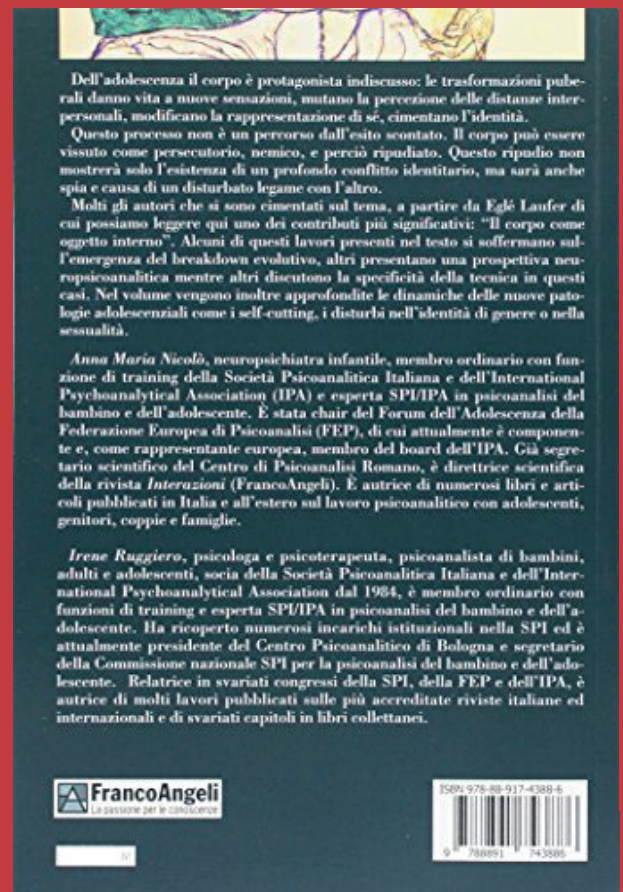 Dell'adolescenza il corpo è protagonista indiscusso: le trasformazioni pube-
rali danno vita a nuove sensazioni, mutano la percezione delle distanze inter-
personali, modificano la rappresentazione di sé, cimentano l'identità.
Questo processo non è un percorso dall'esito scontato. Il corpo può essere
vissuto come persecutorio, nemico, e perciò ripudiato. Questo ripudio non
mostrerà solo l'esistenza di un profondo conflitto identitario, ma sarà anche
spia e causa di un disturbato legame con l'altro.
Molti gli autori che si sono cimentati sul tema, a partire da Eglé Laufer di
cui possiamo leggere qui uno dei contributi più significativi: “Il corpo come
oggetto interno”. Alcuni di questi lavori presenti nel testo si soffermano sul-
l'emergenza del breakdown evolutivo, altri presentano una prospettiva neu-
ropsicoanalitica mentre altri discutono la specificità della tecnica in questi
casi. Nel volume vengono inoltre approfondite le dinamiche delle nuove pato-
logie adolescenziali come i self-cutting, i disturbi nell'identità di genere o nella
sessualità.
Anna Maria Nicolò, neuropsichiatra infantile, membro ordinario con fun-
zione di training della Società Psicoanalitica Italiana e dell'International
Psychoanalytical Association (IPA) e esperta SPI/IPA in psicoanalisi del
bambino e dell'adolescente. È stata chair del Forum dell'Adolescenza della
Federazione Europea di Psicoanalisi (FEP), di cui attualmente è componen-
te e, come rappresentante europea, membro del board dell'IPA. Già segre-
tario scientifico del Centro di Psicoanalisi Romano, è direttrice scientifica
della rivista Interazioni (FrancoAngeli). È autrice di numerosi libri e arti-
coli pubblicati in Italia e all'estero sul lavoro psicoanalitico con adolescenti,
genitori, coppie e famiglie.
Irene Ruggiero, psicologa e psicoterapeuta, psicoanalista di bambini,
adulti e adolescenti, socia della Società Psicoanalitica Italiana e dell'Inter-
national Psychoanalytical Association dal 1984, è membro ordinario con
funzioni di training e esperta SPI/IPA in psicoanalisi del bambino e dell'a-
dolescente. Ha ricoperto numerosi incarichi istituzionali nella SPI ed è
attualmente presidente del Centro Psicoanalitico di Bologna e segretario
della Commissione nazionale SPI per la psicoanalisi del bambino e dell'ado-
lescente. Relatrice in svariati congressi della SPI, della FEP e dell'IPA, è
autrice di molti lavori pubblicati sulle più accreditate riviste italiane ed
internazionali e di svariati capitoli in libri collettanei.
FrancoAngeli
La passione per le conoscenze
ISBN 978-88-917-4388-6
9 788891 743886